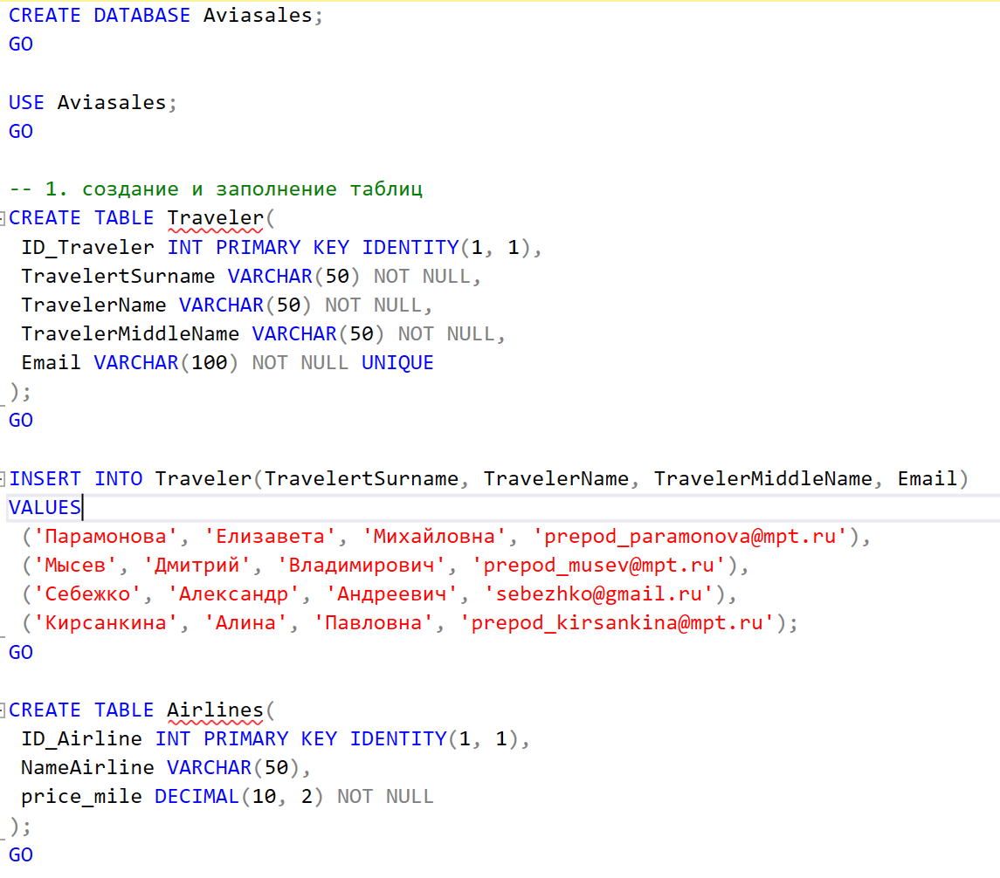 CREATE DATABASE Aviasales;
GO
USE Aviasales;
GO
-- 1. создание и заполнение таблиц
CREATE TABLE Traveler(
ID_Traveler INT PRIMARY KEY IDENTITY(1, 1),
TravelertSurname VARCHAR(50) NOT NULL,
TravelerName VARCHAR(50) NOT NULL,
TravelerMiddleName VARCHAR(50) NOT NULL,
Email VARCHAR(100) NOT NULL UNIQUE
);
GO
INSERT INTO Traveler(TravelertSurname, TravelerName, TravelerMiddleName, Email)
VALUES
('Парамонова', 'Елизавета', 'Михайловна', 'prepod_paramonova@mpt.ru'),
('Мысев', 'Дмитрий', 'Владимирович', 'prepod_musev@mpt.ru'),
('Себежко', 'Александр', 'Андреевич', 'sebezhko@gmail.ru'),
('Кирсанкина', 'Алина', 'Павловна', 'prepod_kirsankina@mpt.ru');
GO
CREATE TABLE Airlines(
ID_Airline INT PRIMARY KEY IDENTITY(1, 1),
NameAirline VARCHAR(50),
price_mile DECIMAL(10, 2) NOT NULL
);
GO